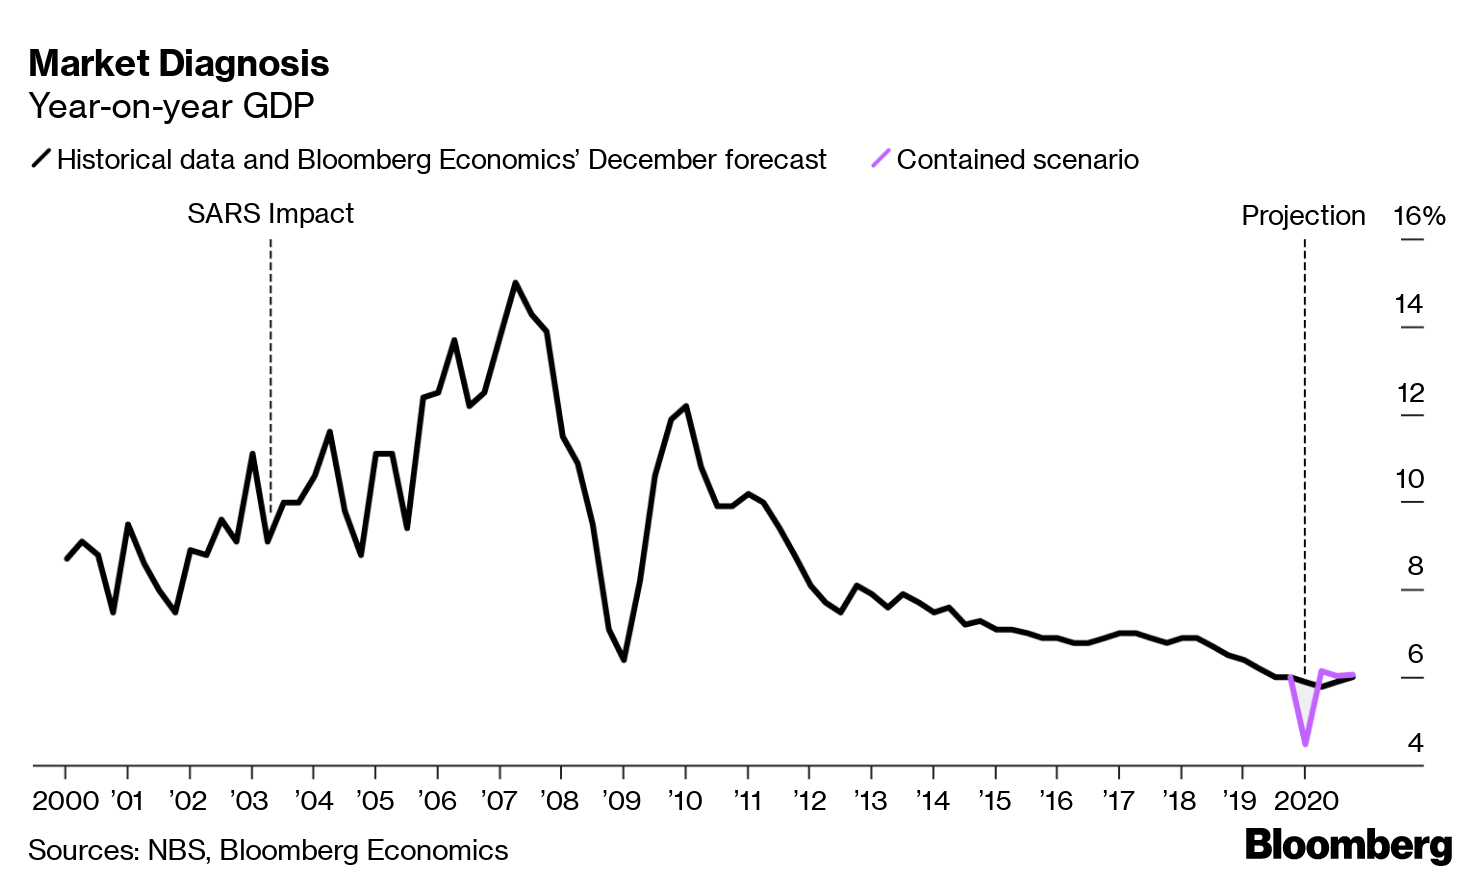 Market Diagnosis
Year-on-year GDP
Historical data and Bloomberg Economics’ December forecast Contained scenario
SARS Impact Projection 16%
14
12
10
8
6
4
2000 ’01 ’02 ’03 ’04 ’05 ’06 ’07 ’08 ’09 ’10 ’11 ’12 ’13 ’14 ’15 ’16 ’17 ’18 ’19 2020
Sources: NBS, Bloomberg Economics
Bloomberg